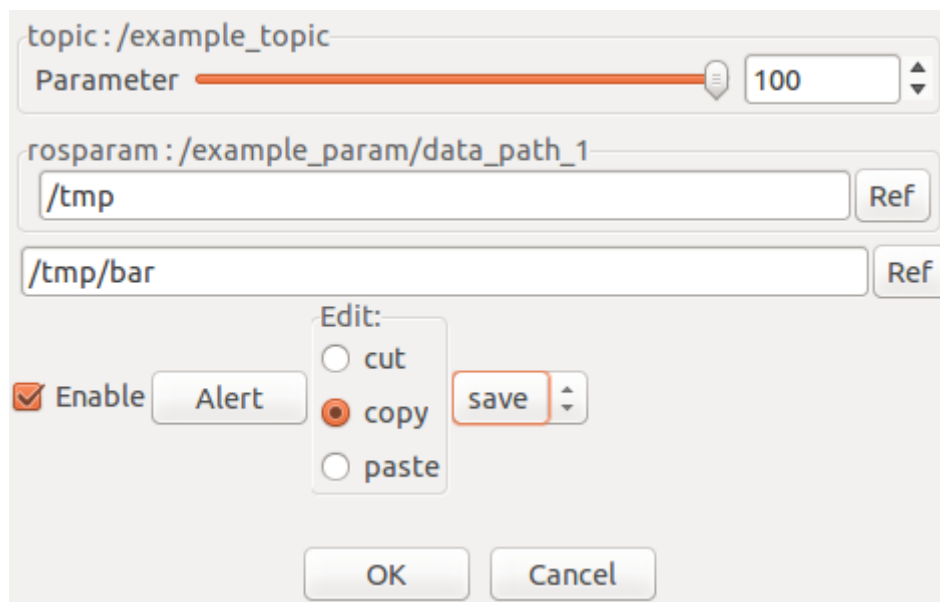 topic : /example_topic
Parameter 100
rosparam : /example_param/data_path_1
/tmp Ref
/tmp/bar Ref
Edit:
cut
Enable Alert copy save
paste
OK Cancel